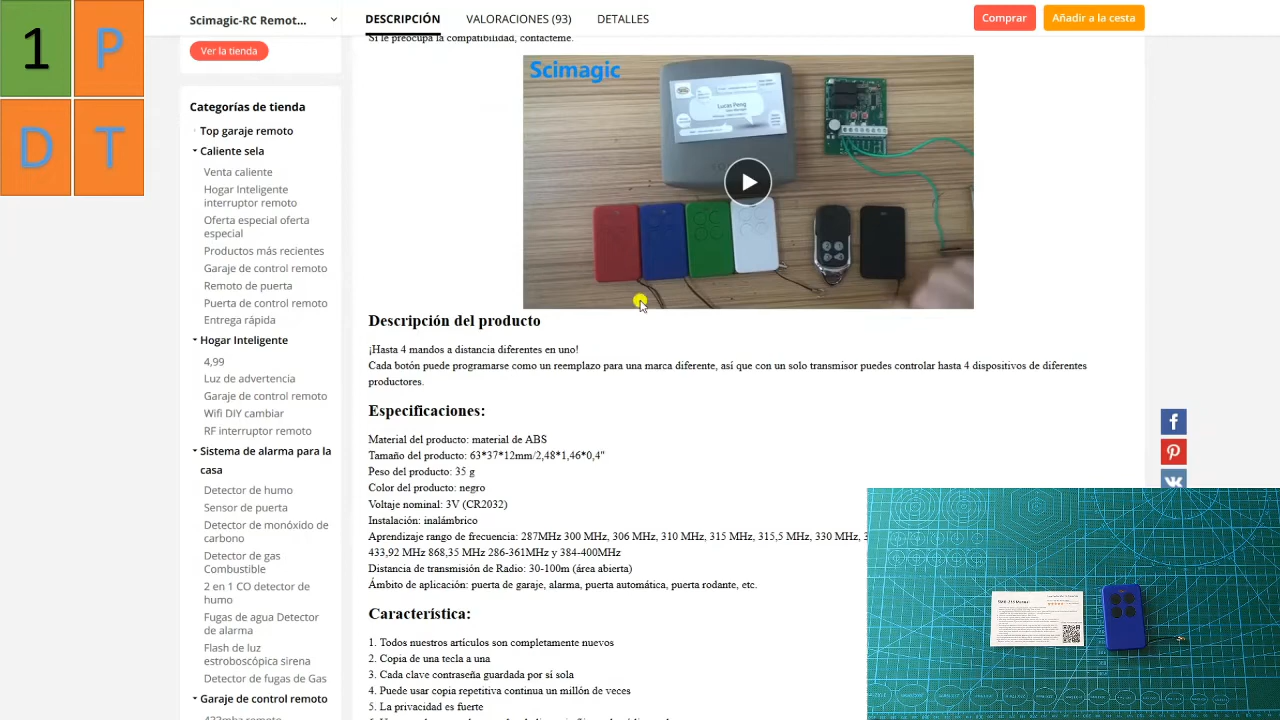 1 P
D T
Scimagic-RC Remot...
DESCRIPCIÓN
VALORACIONES (93)
DETALLES
Comprar
Añadir a la cesta
Ver la tienda
Categorías de tienda
Top garaje remoto
Caliente sela
Venta caliente
Hogar Inteligente
interruptor remoto
Oferta especial oferta
especial
Productos más recientes
Garaje de control remoto
Remoto de puerta
Puerta de control remoto
Entrega rápida
Hogar Inteligente
4,99
Luz de advertencia
Garaje de control remoto
Wifi DIY cambiar
RF interruptor remoto
Sistema de alarma para la
casa
Detector de humo
Sensor de puerta
Detector de monóxido de
carbono
Detector de gas
Combustible
2 en 1 CO detector de
humo
Fugas de agua Detector
de alarma
Flash de luz
estroboscópica sirena
Detector de fugas de Gas
Garaje de control remoto
433mhz remoto
Si le preocupa la compatibilidad, contácteme.
Scimagic
Lucas Peng
Descripción del producto
¡Hasta 4 mandos a distancia diferentes en uno!
Cada botón puede programarse como un reemplazo para una marca diferente, así que con un solo transmisor puedes controlar hasta 4 dispositivos de diferentes
productores.
Especificaciones:
Material del producto: material de ABS
Tamaño del producto: 63*37*12mm/2,48*1,46*0,4"
Peso del producto: 35 g
Color del producto: negro
Voltaje nominal: 3V (CR2032)
Instalación: inalámbrico
Aprendizaje rango de frecuencia: 287MHz 300 MHz, 306 MHz, 310 MHz, 315 MHz, 315,5 MHz, 330 MHz,
433,92 MHz 868,35 MHz 286-361MHz y 384-400MHz
Distancia de transmisión de Radio: 30-100m (área abierta)
Ámbito de aplicación: puerta de garaje, alarma, puerta automática, puerta rodante, etc.
Característica:
1. Todos nuestros artículos son completamente nuevos
2. Copia de una tecla a una
3. Cada clave contraseña guardada por sí sola
4. Puede usar copia repetitiva continua un millón de veces
5. La privacidad es fuerte